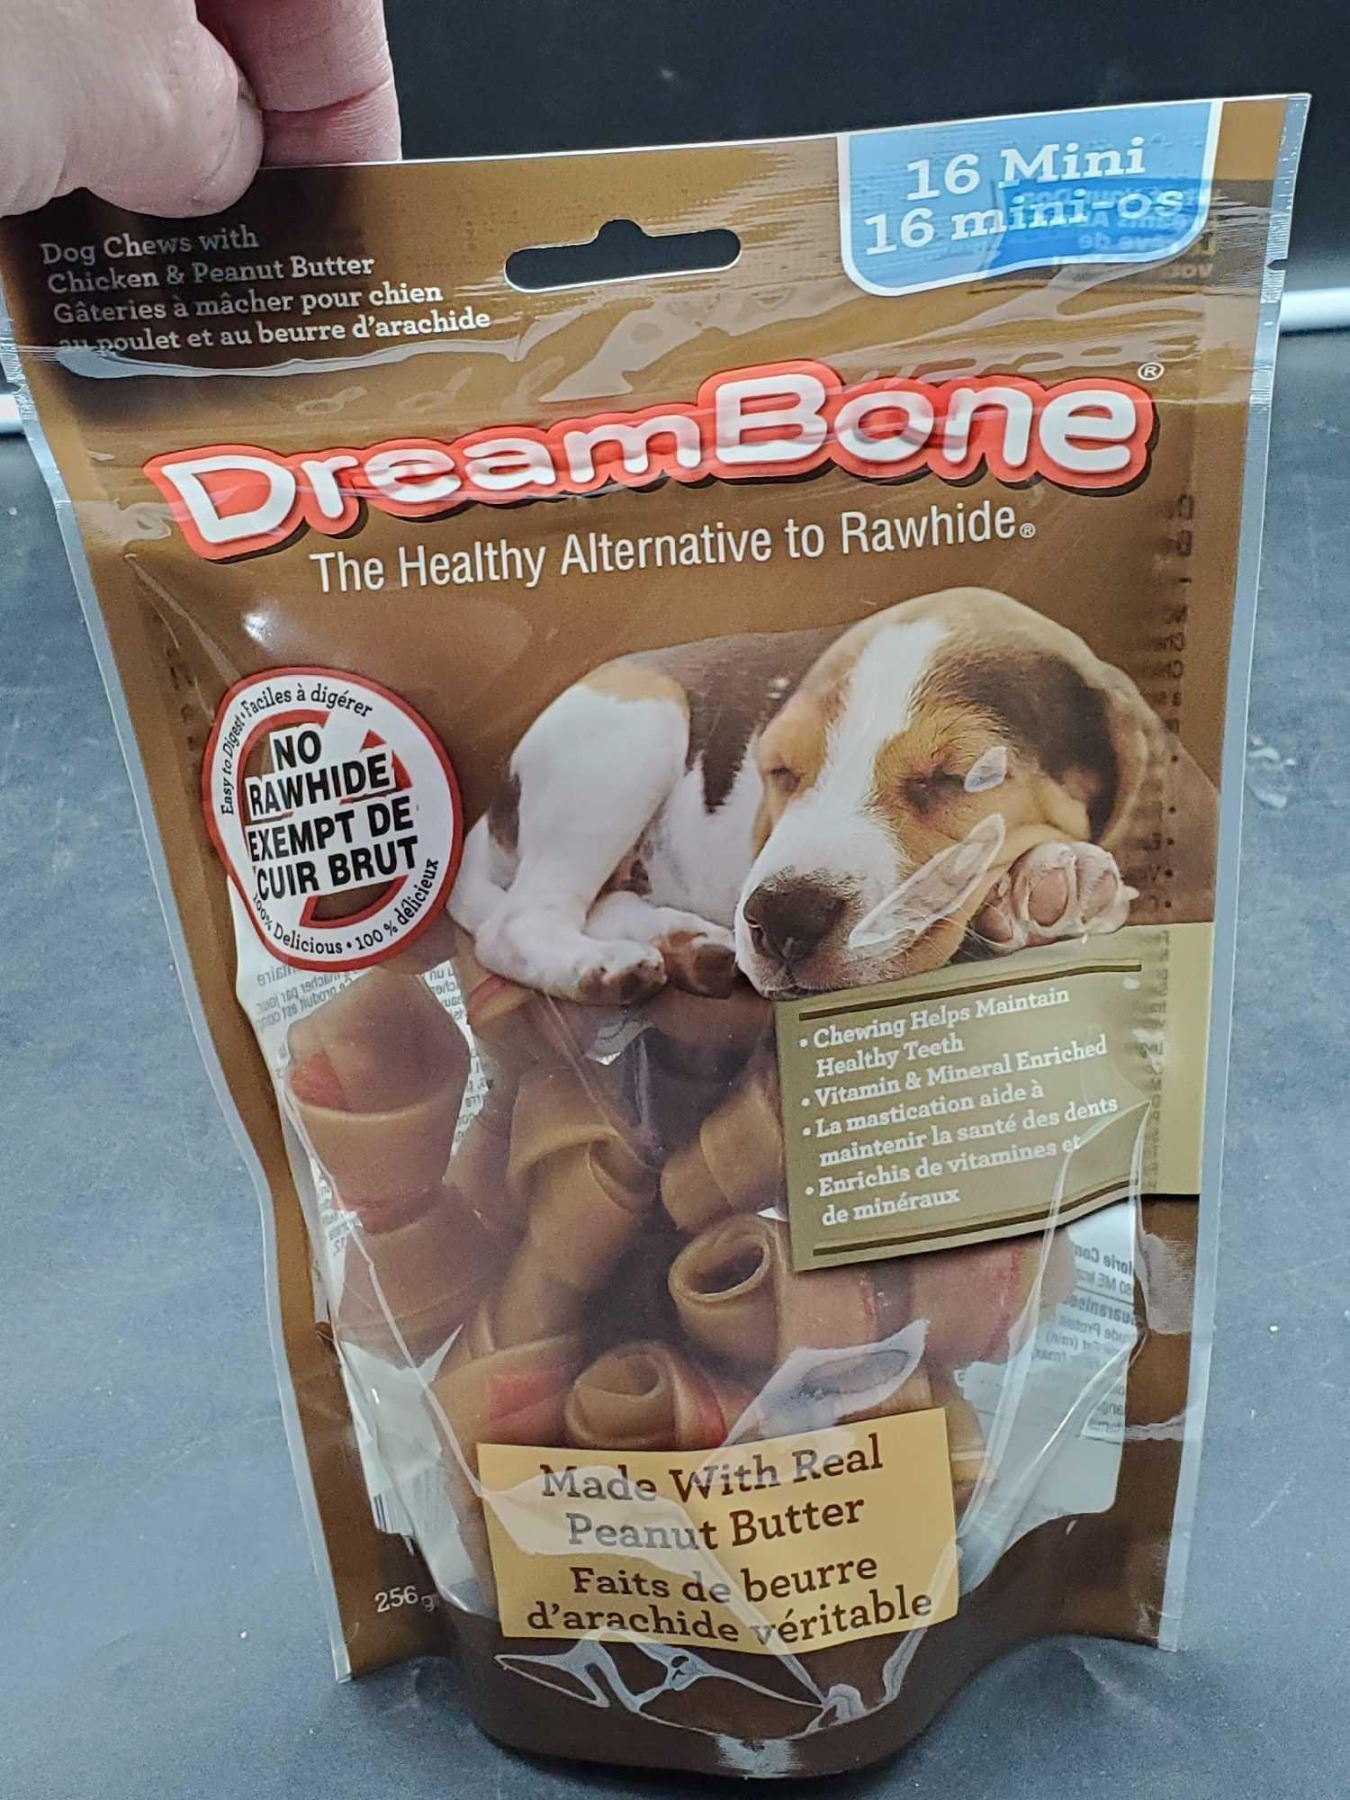 16 Mini
16 mini-os
Dog Chews with
Chicken & Peanut Butter
Gâteries à mâcher pour chien
au poulet et au beurre d'arachide
DreamBone®
The Healthy Alternative to Rawhide®
Easy to Digest • Faciles à digérer
NO
RAWHIDE
EXEMPT DE
CUIR BRUT
100% Delicious • 100 % délicieux
• Chewing Helps Maintain
Healthy Teeth
• Vitamin & Mineral Enriched
• La mastication aide à
maintenir la santé des dents
• Enrichis de vitamines et
de minéraux
Made With Real
Peanut Butter
Faits de beurre
d'arachide véritable
256 g